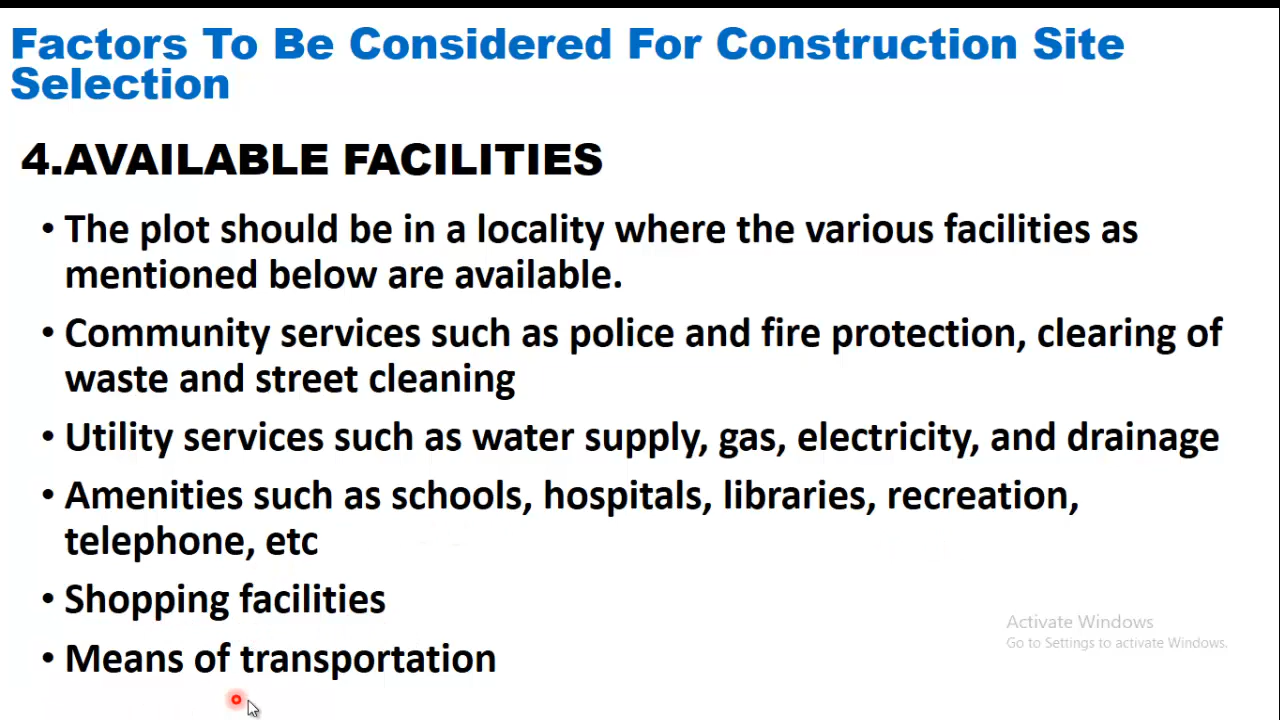 Factors To Be Considered For Construction Site
Selection
4.AVAILABLE FACILITIES
• The plot should be in a locality where the various facilities as
mentioned below are available.
• Community services such as police and fire protection, clearing of
waste and street cleaning
• Utility services such as water supply, gas, electricity, and drainage
• Amenities such as schools, hospitals, libraries, recreation,
telephone, etc
• Shopping facilities
• Means of transportation
Activate Windows
Go to Settings to activate Windows.